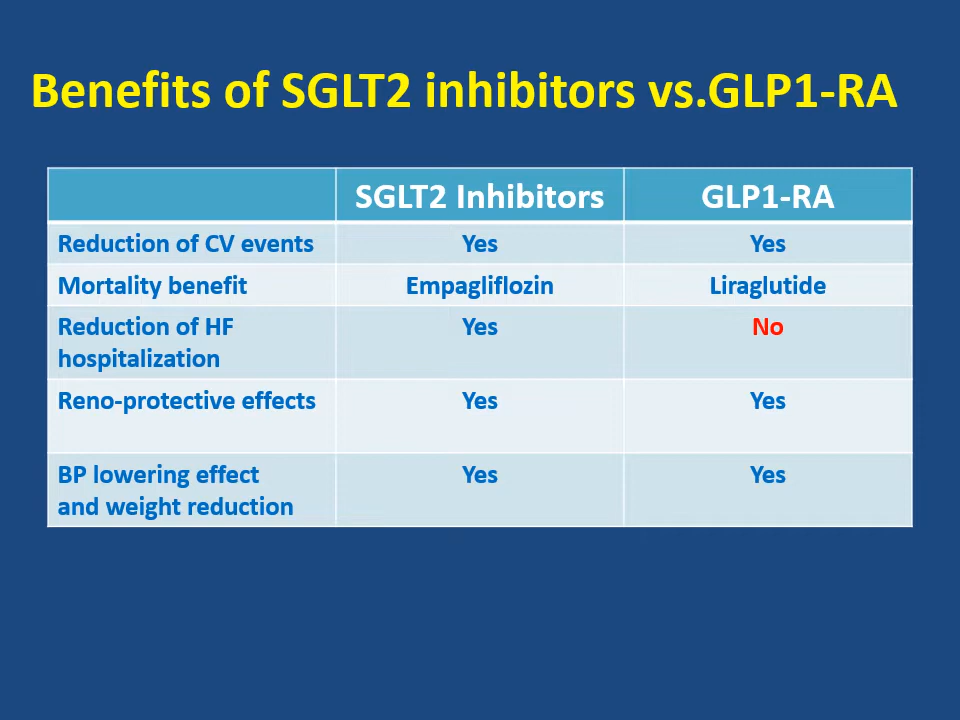 Benefits of SGLT2 inhibitors vs.GLP1-RA
SGLT2 Inhibitors GLP1-RA
Reduction of CV events Yes Yes
Mortality benefit Empagliflozin Liraglutide
Reduction of HF Yes No
hospitalization
Reno-protective effects Yes Yes
BP lowering effect Yes Yes
and weight reduction